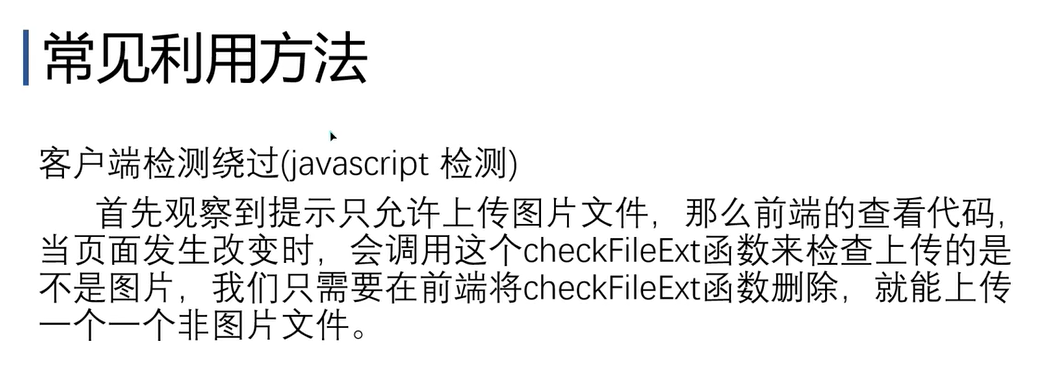 常见利用方法
客户端检测绕过(javascript 检测)
首先观察到提示只允许上传图片文件，那么前端的查看代码，
当页面发生改变时，会调用这个checkFileExt函数来检查上传的是
不是图片，我们只需要在前端将checkFileExt函数删除，就能上传
一个一个非图片文件。